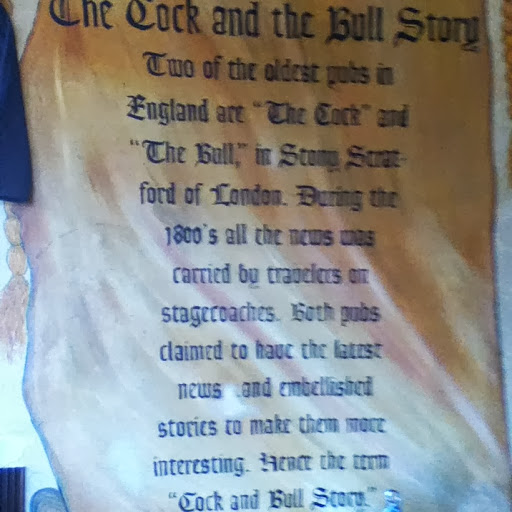 The Cock and the Bull Story
Two of the oldest pubs in
England are "The Cock" and
"The Bull," in Stony Strat-
ford of London. During the
1800's all the news was
carried by travelers on
stagecoaches. Both pubs
claimed to have the latest
news .and embellished
stories to make them more
interesting. Hence the term
"Cock and Bull Story."